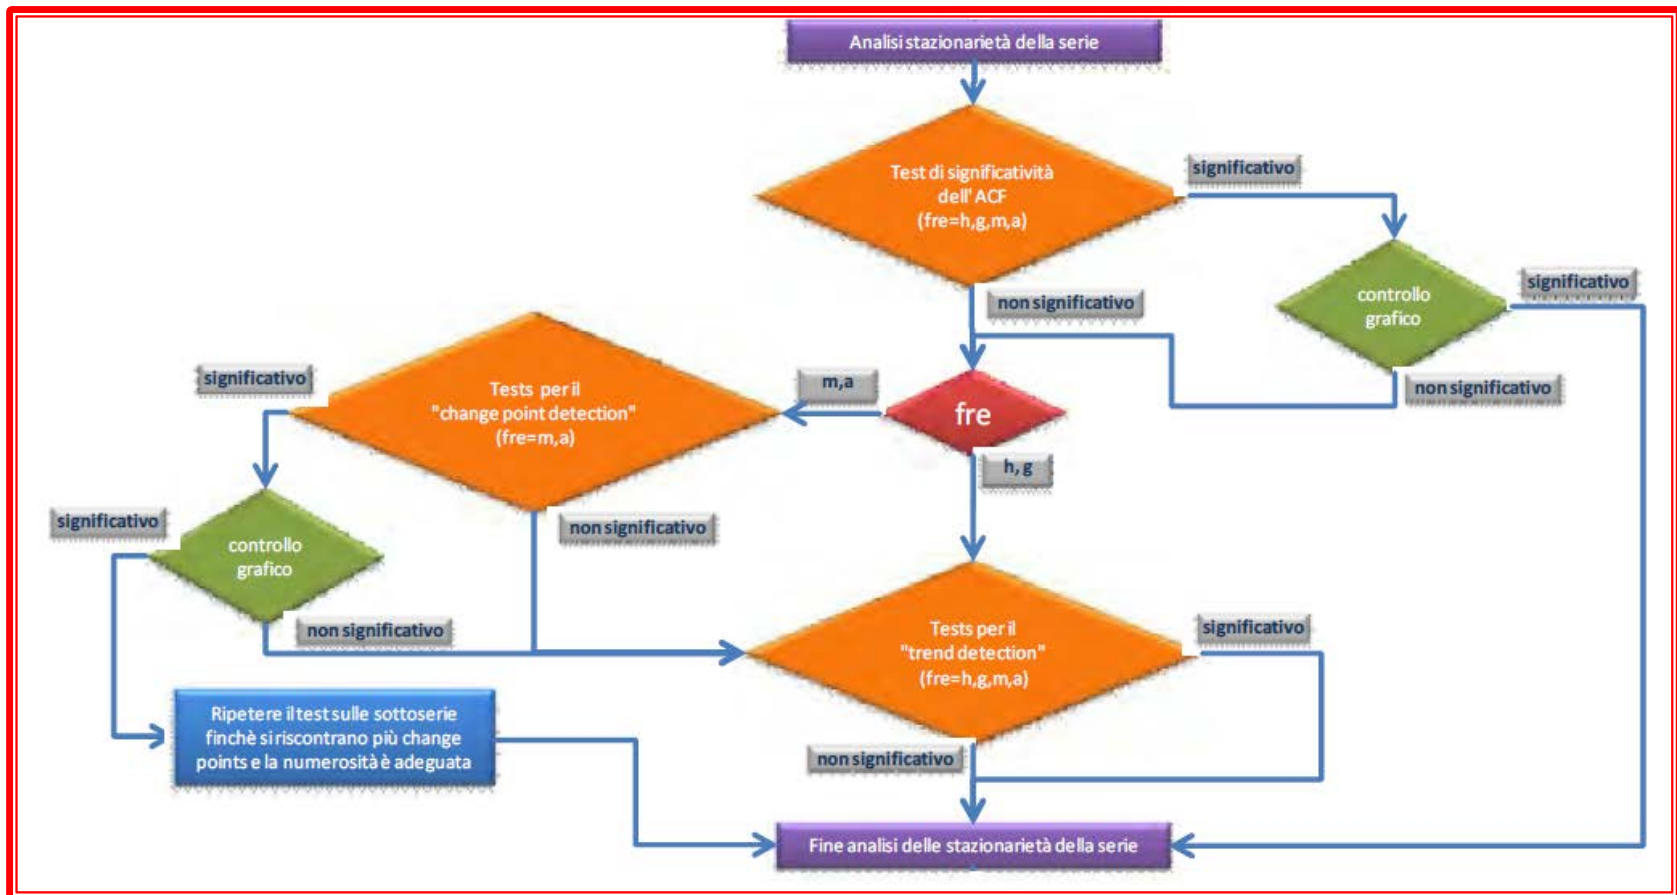 Analisi stazionarietà della serie
Test di significatività
dell'ACF
(fre=h,g,m,a)
significativo
controllo
grafico
significativo
non significativo
non significativo
fre
m,a
h, g
Tests per il
"change point detection"
(fre=m,a)
significativo
non significativo
controllo
grafico
significativo
non significativo
Ripetere il test sulle sottoserie
finchè si riscontrano più change
points e la numerosità è adeguata
Tests per il
"trend detection"
(fre=h,g,m,a)
significativo
non significativo
Fine analisi delle stazionarietà della serie